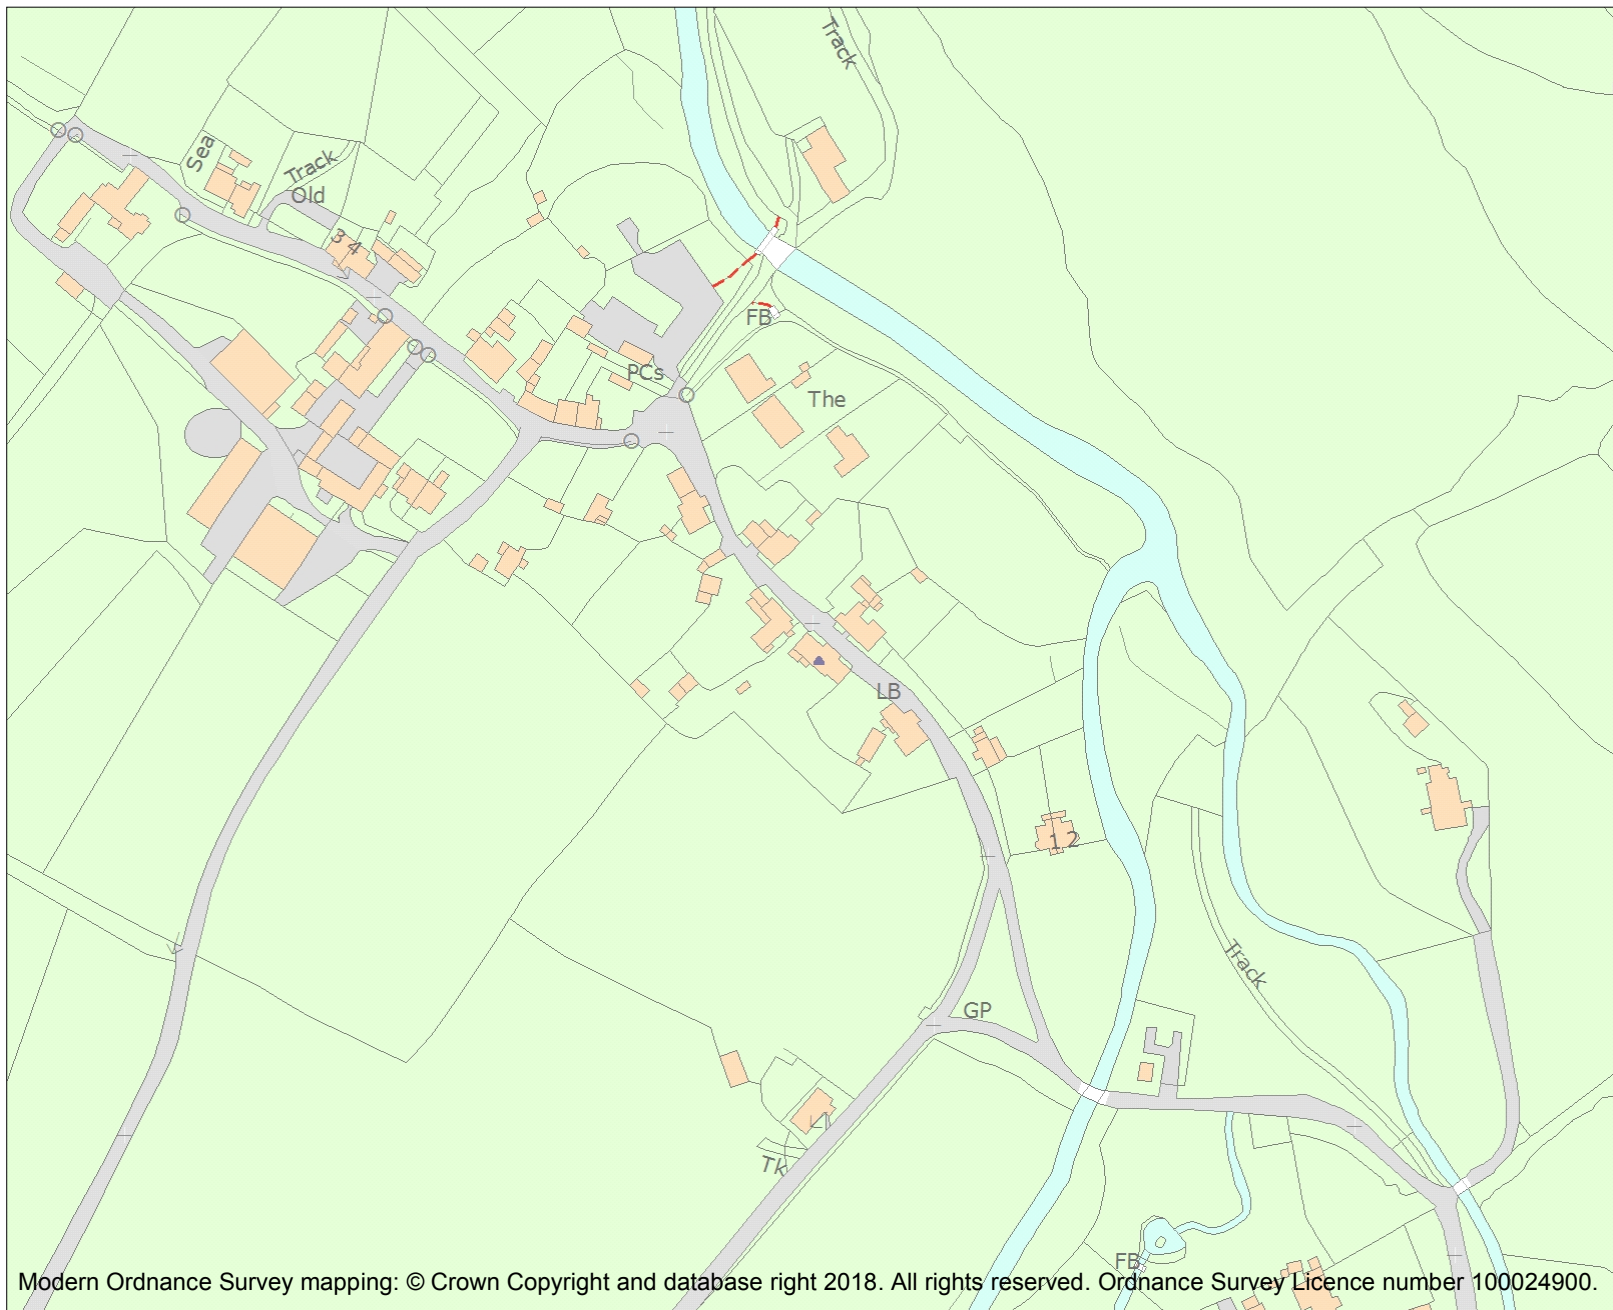 Track
Sea
Track
Old
3 4
FB
PCs
The
LB
1 2
Track
GP
Tk
FB
Modern Ordnance Survey mapping: © Crown Copyright and database right 2018. All rights reserved. Ordnance Survey Licence number 100024900.